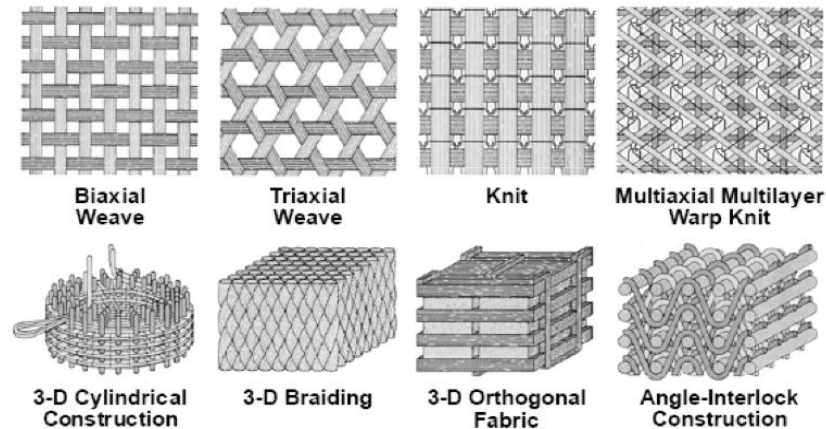 Biaxial
Weave
Triaxial
Weave
Knit
Multiaxial Multilayer
Warp Knit
3-D Cylindrical
Construction
3-D Braiding
3-D Orthogonal
Fabric
Angle-Interlock
Construction